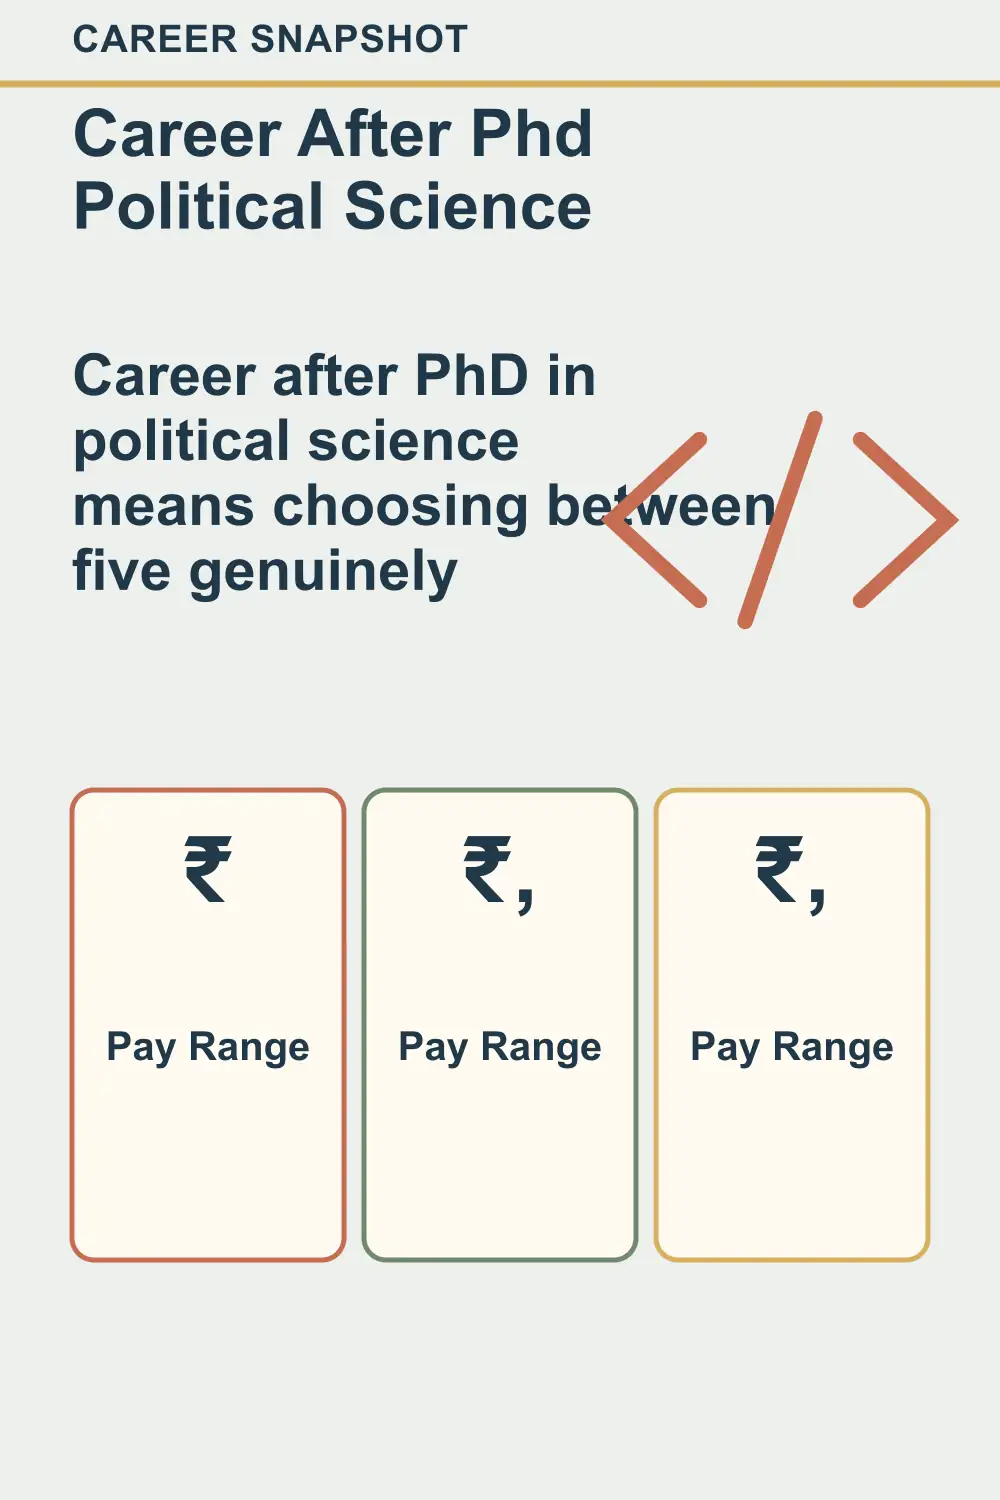 CAREER SNAPSHOT
Career After Phd
Political Science
Career after PhD in
political science
means choosing between
five genuinely
₹
₹,
₹,
Pay Range
Pay Range
Pay Range